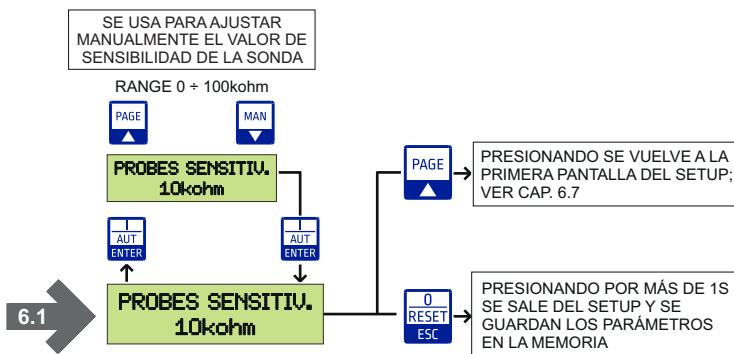 SE USA PARA AJUSTAR
MANUALMENTE EL VALOR DE
SENSIBILIDAD DE LA SONDA
RANGE 0 ÷ 100kohm
PAGE
MAN
PROBES SENSITIV.
10kohm
I
AUT
ENTER
I
AUT
ENTER
6.1
PROBES SENSITIV.
10kohm
PAGE
PRESIONANDO SE VUELVE A LA
PRIMERA PANTALLA DEL SETUP;
VER CAP. 6.7
0
RESET
ESC
PRESIONANDO POR MÁS DE 1S
SE SALE DEL SETUP Y SE
GUARDAN LOS PARÁMETROS
EN LA MEMORIA